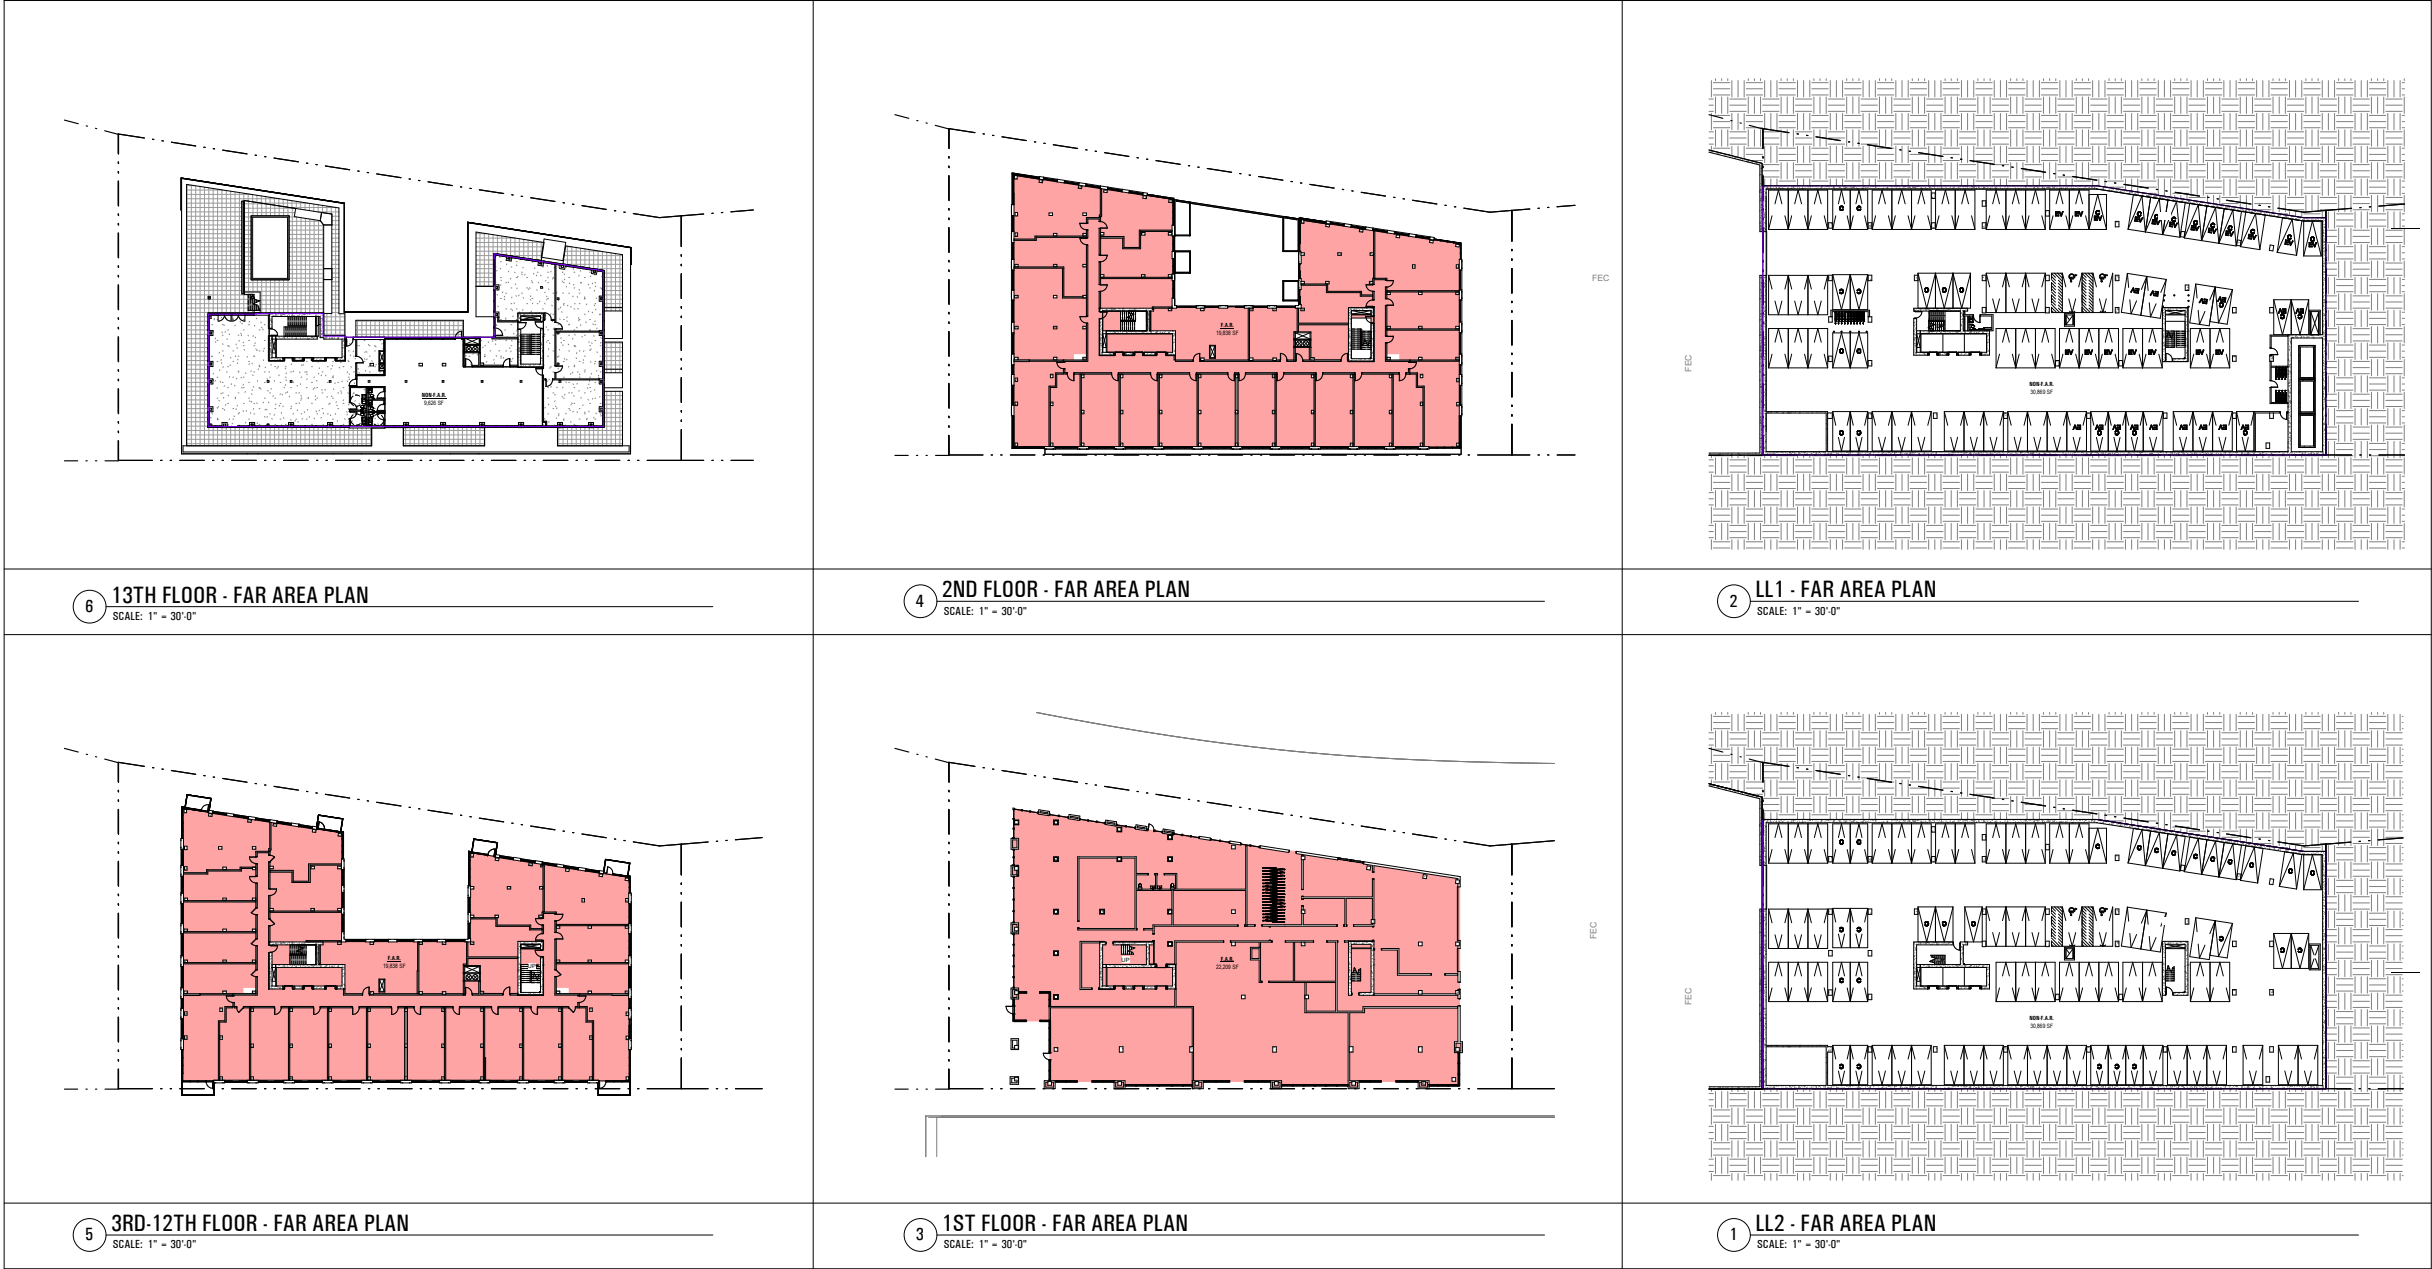 NON-F.A.R.
9,626 SF
6
13TH FLOOR - FAR AREA PLAN
SCALE: 1" = 30'-0"
F.A.R.
19,838 SF
FEC
4
2ND FLOOR - FAR AREA PLAN
SCALE: 1" = 30'-0"
FEC
NON-F.A.R.
30,869 SF
2
LL1 - FAR AREA PLAN
SCALE: 1" = 30'-0"
F.A.R.
19,838 SF
5
3RD-12TH FLOOR - FAR AREA PLAN
SCALE: 1" = 30'-0"
UP
F.A.R.
22,209 SF
FEC
3
1ST FLOOR - FAR AREA PLAN
SCALE: 1" = 30'-0"
FEC
NON-F.A.R.
30,869 SF
1
LL2 - FAR AREA PLAN
SCALE: 1" = 30'-0"